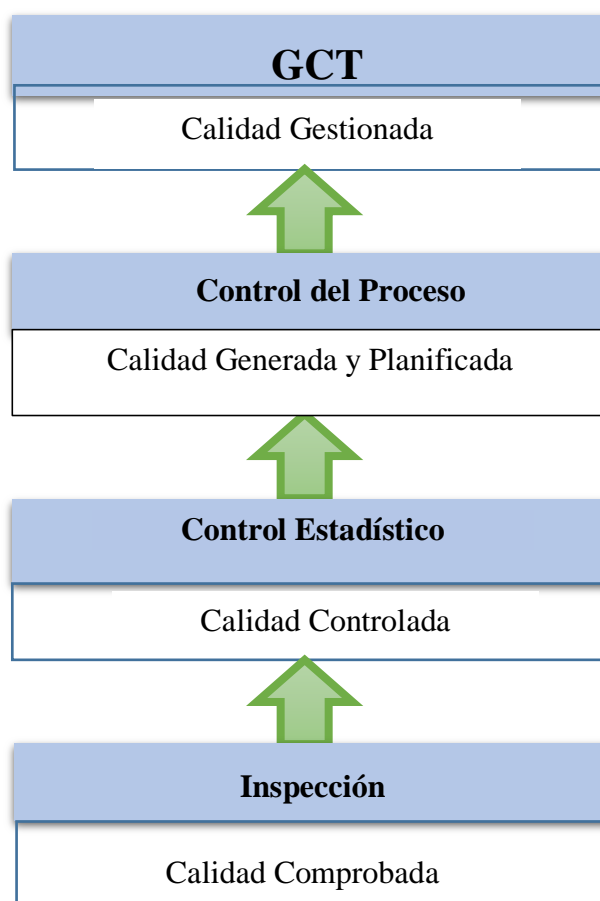 GCT
Calidad Gestionada
Control del Proceso
Calidad Generada y Planificada
Control Estadístico
Calidad Controlada
Inspección
Calidad Comprobada